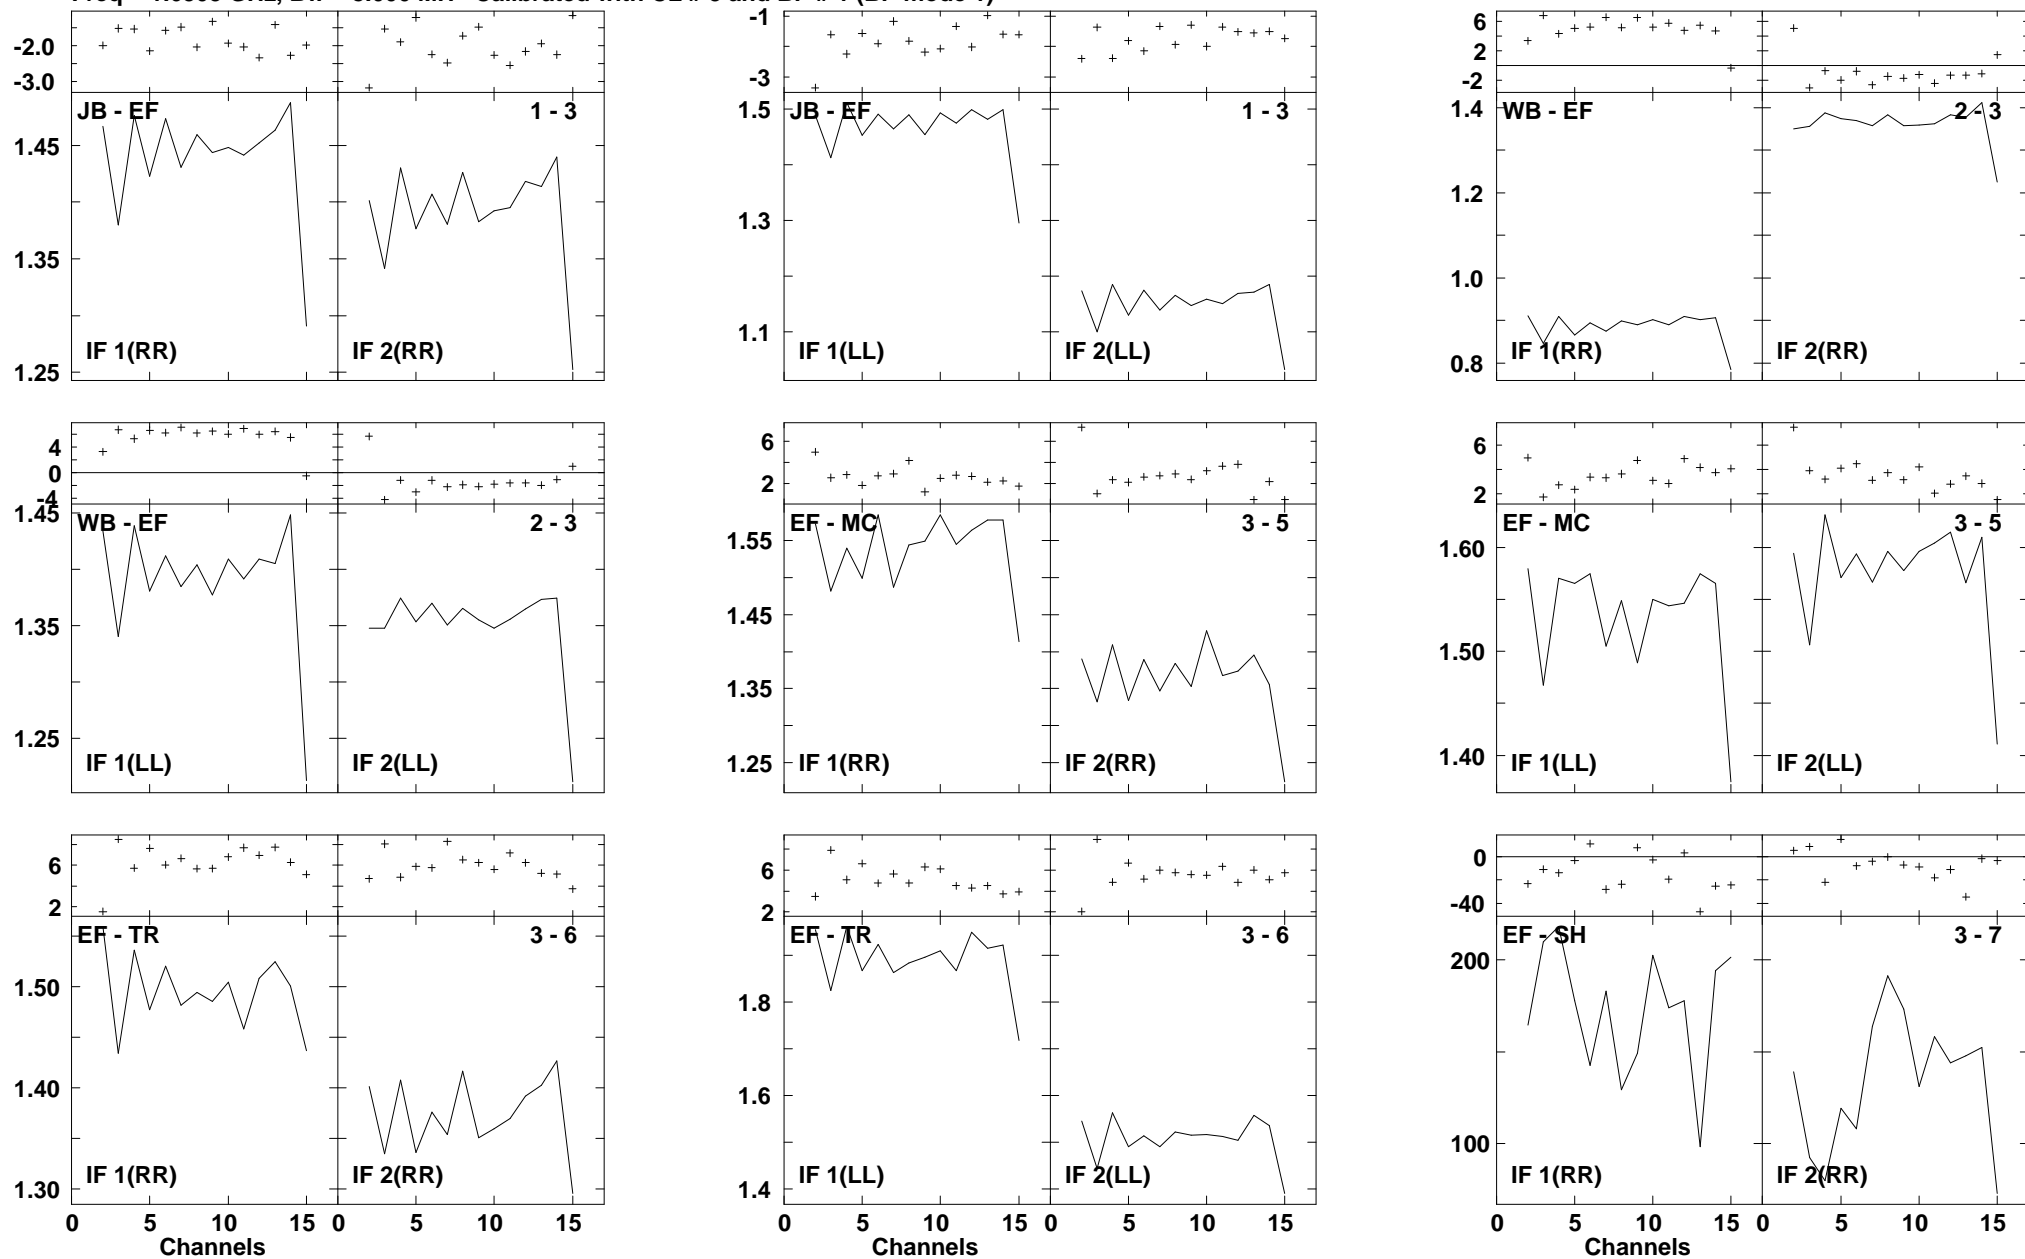 -2.0
-3.0
JB - EF 1 - 3
1.45
1.35
1.25
IF 1(RR) IF 2(RR)
-1
-3
JB - EF 1 - 3
1.5
1.3
1.1
IF 1(LL) IF 2(LL)
6
2
-2
WB - EF 2 - 3
1.4
1.2
1.0
0.8
IF 1(RR) IF 2(RR)
4
0
-4
WB - EF 2 - 3
1.45
1.35
1.25
IF 1(LL) IF 2(LL)
6
2
EF - MC 3 - 5
1.55
1.45
1.35
1.25
IF 1(RR) IF 2(RR)
6
2
EF - MC 3 - 5
1.60
1.50
1.40
IF 1(LL) IF 2(LL)
6
2
EF - TR 3 - 6
1.50
1.40
1.30
IF 1(RR) IF 2(RR)
0 5 10 15 0 5 10 15
Channels
6
2
EF - TR 3 - 6
1.8
1.6
1.4
IF 1(LL) IF 2(LL)
0 5 10 15 0 5 10 15
Channels
0
-40
EF - SH 3 - 7
200
100
IF 1(RR) IF 2(RR)
0 5 10 15 0 5 10 15
Channels